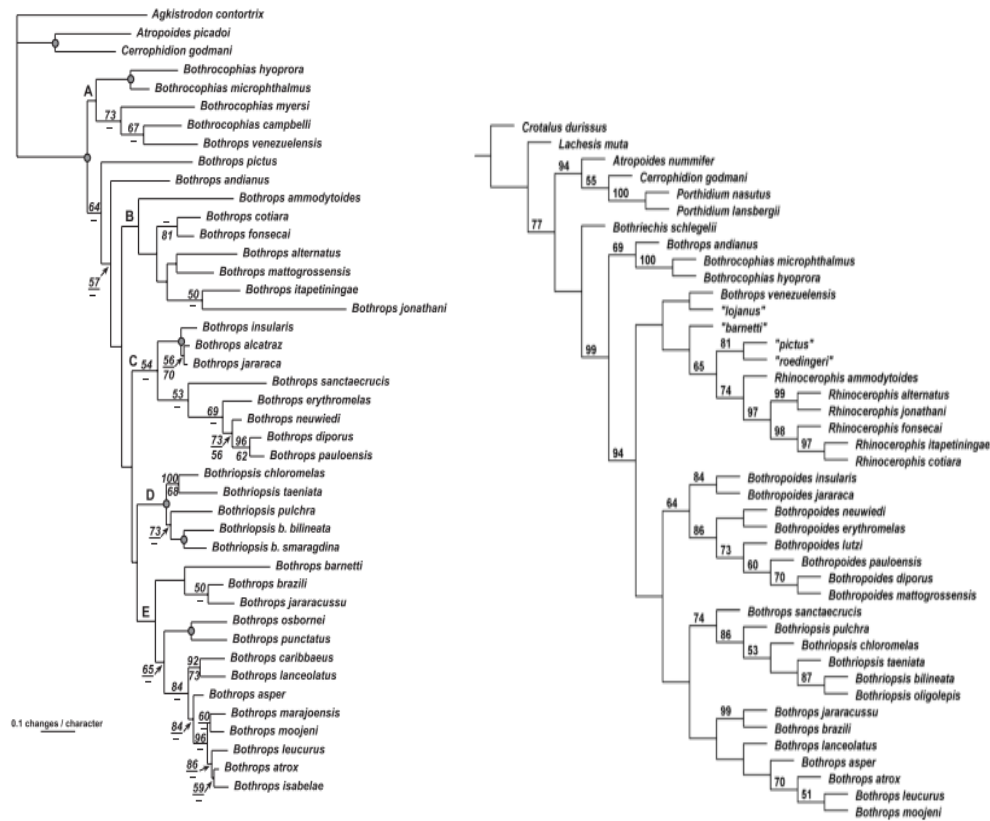 Agkistrodon contortrix
Atropoides picadoi
Cerrophidion godmani
Bothrocophias hyoprora
A
Bothrocophias microphthalmus
Bothrocophias myersi
73
–
Bothrocophias campbelli
67
–
Bothrops venezuelensis
Bothrops pictus
Bothrops andianus
64
–
B
Bothrops ammodytoides
Bothrops cotiara
–
81
Bothrops fonsecai
Bothrops alternatus
57
–
Bothrops mattogrossensis
Bothrops itapetiningae
50
–
Bothrops jonathani
Bothrops insularis
Bothrops alcatraz
C
54
–
56
70
Bothrops jararaca
Bothrops sanctaecrucis
53
–
Bothrops erythromelas
69
–
Bothrops neuwiedi
73
56
96
62
Bothrops diporus
Bothrops pauloensis
Bothriopsis chloromelas
100
68
D
Bothriopsis taeniata
Bothriopsis pulchra
73
–
Bothriopsis b. bilineata
Bothriopsis b. smaragdina
Bothrops barnetti
Bothrops brazili
50
–
Bothrops jararacussu
E
Bothrops osbornei
Bothrops punctatus
65
–
Bothrops caribbaeus
92
73
Bothrops lanceolatus
84
–
Bothrops asper
Bothrops marajoensis
60
–
84
–
Bothrops moojeni
96
–
Bothrops leucurus
86
–
Bothrops atrox
59
–
Bothrops isabelae
0.1 changes / character
Crotalus durissus
Lachesis muta
94
Atropoides nummifer
55
Cerrophidion godmani
100
Porthidium nasutus
Porthidium lansbergii
77
Bothriechis schlegelii
69
Bothrops andianus
100
Bothrocophias microphthalmus
Bothrocophias hyoprora
99
Bothrops venezuelensis
"lojanus"
"barnetti"
81
"pictus"
"roedingeri"
65
74
Rhinocerophis ammodytoides
99
Rhinocerophis alternatus
Rhinocerophis jonathani
97
98
Rhinocerophis fonsecai
97
Rhinocerophis itapetiningae
Rhinocerophis cotiara
94
84
Bothropoides insularis
Bothropoides jararaca
64
Bothropoides neuwiedi
86
Bothropoides erythromelas
73
Bothropoides lutzi
60
Bothropoides pauloensis
70
Bothropoides diporus
Bothropoides mattogrossensis
74
Bothrops sanctaecrucis
86
Bothriopsis pulchra
53
Bothriopsis chloromelas
Bothriopsis taeniata
87
Bothriopsis bilineata
Bothriopsis oligolepis
99
Bothrops jararacussu
Bothrops brazili
Bothrops lanceolatus
Bothrops asper
70
Bothrops atrox
51
Bothrops leucurus
Bothrops moojeni